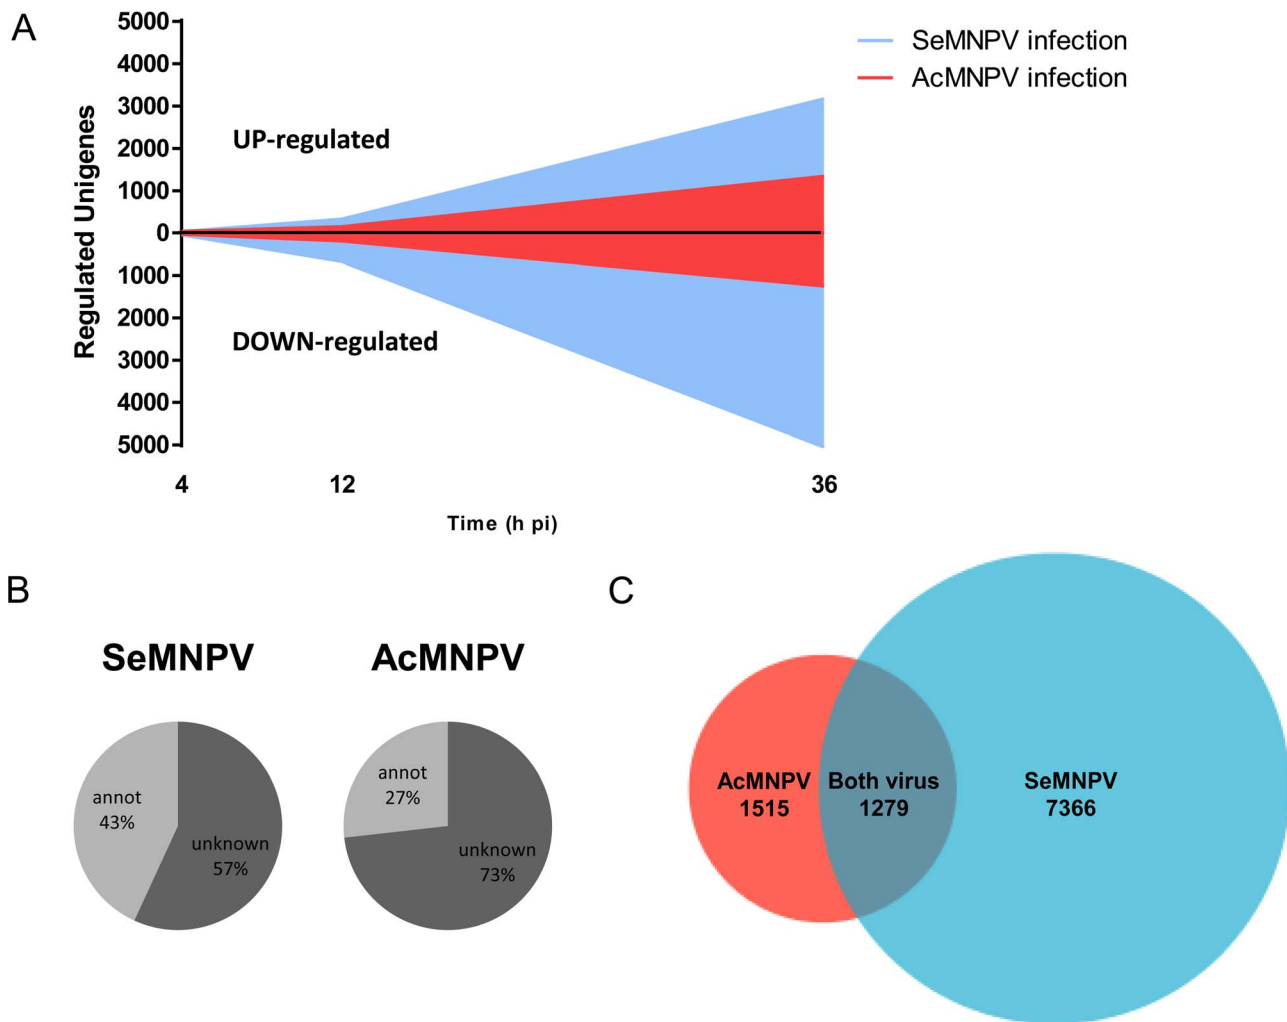 A
5000
4000
3000
2000
1000
0
1000
2000
3000
4000
5000
Regulated Unigenes
UP-regulated
DOWN-regulated
SeMNPV infection
AcMNPV infection
4 12 36
Time (h pi)
B
SeMNPV
annot
43%
unknown
57%
AcMNPV
annot
27%
unknown
73%
C
AcMNPV
1515
Both virus
1279
SeMNPV
7366